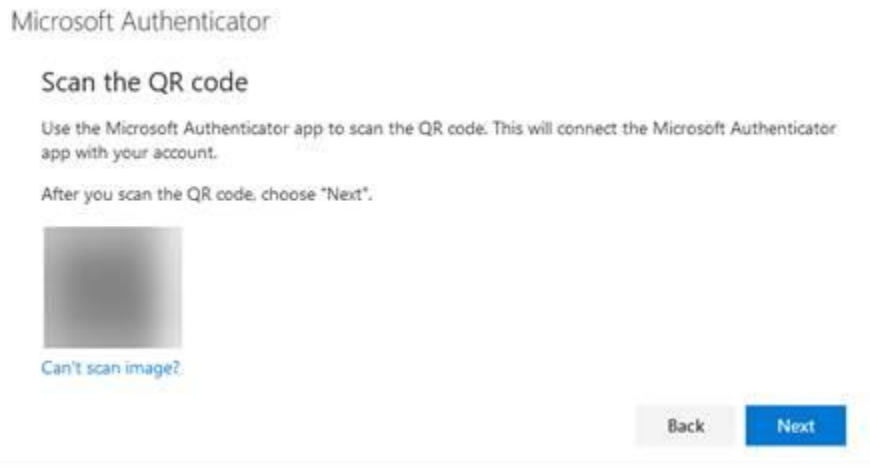 Microsoft Authenticator
Scan the QR code
Use the Microsoft Authenticator app to scan the QR code. This will connect the Microsoft Authenticator
app with your account.
After you scan the QR code, choose "Next".
Can't scan image?
Back Next